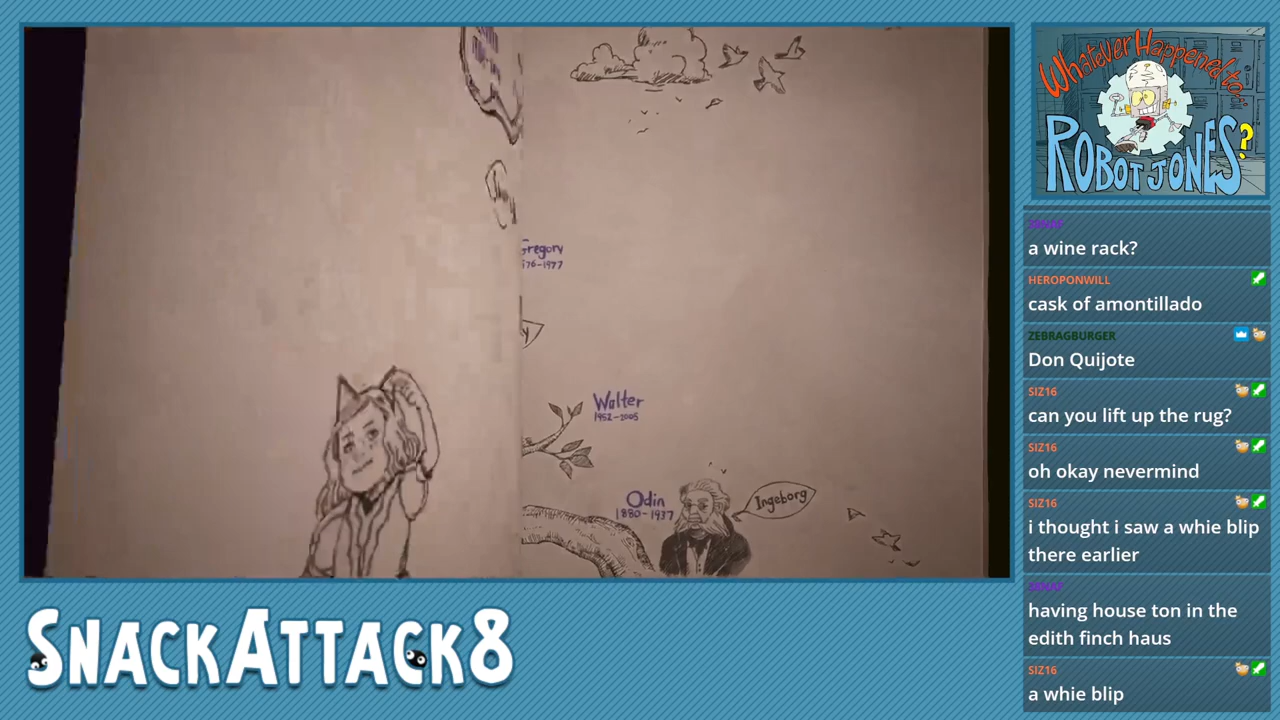 Gregory
1976-1977
Walter
1952-2005
Odin
1880-1937
Ingeborg
Whatever Happened to...
ROBOT JONES?
a wine rack?
HEROPONWILL
cask of amontillado
ZEBRAGBURGER
Don Quijote
SIZ16
can you lift up the rug?
SIZ16
oh okay nevermind
SIZ16
i thought i saw a whie blip
there earlier
having house ton in the
edith finch haus
SIZ16
a whie blip
SNACKATTACK8